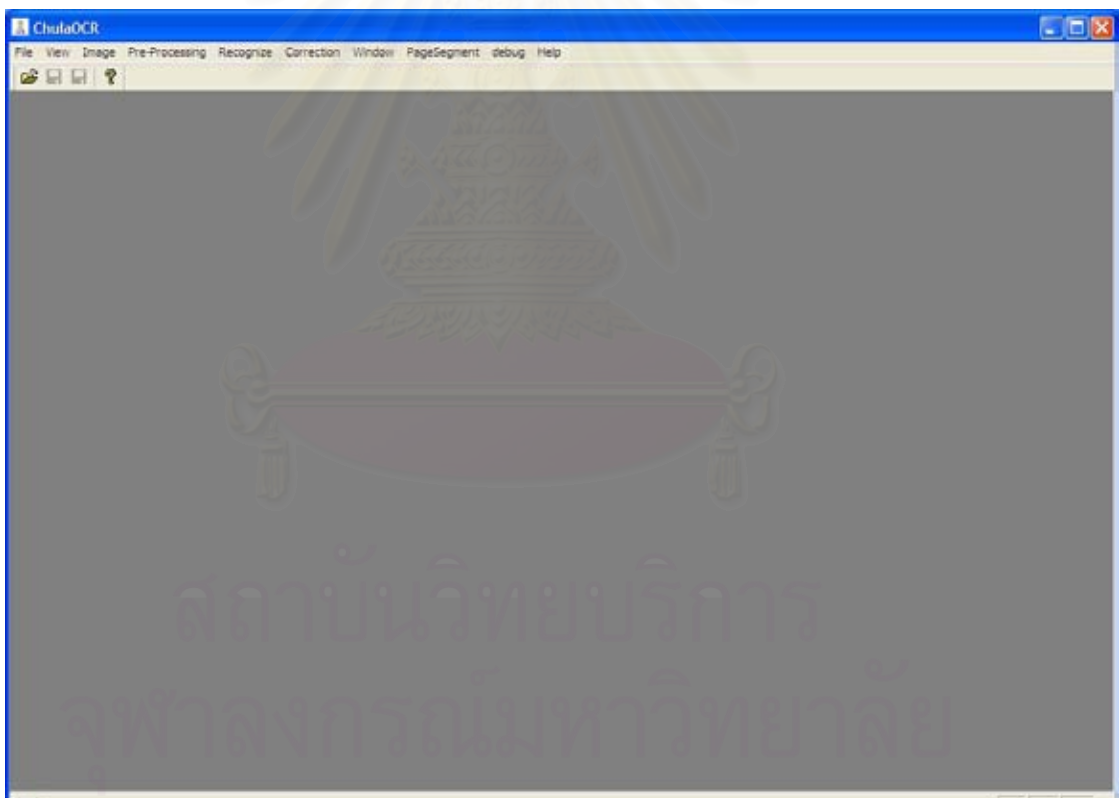 ChulaOCR
File View Image Pre-Processing Recognize Correction Window PageSegment debug Help
สถาบันวิทยบริการ
จุฬาลงกรณ์มหาวิทยาลัย